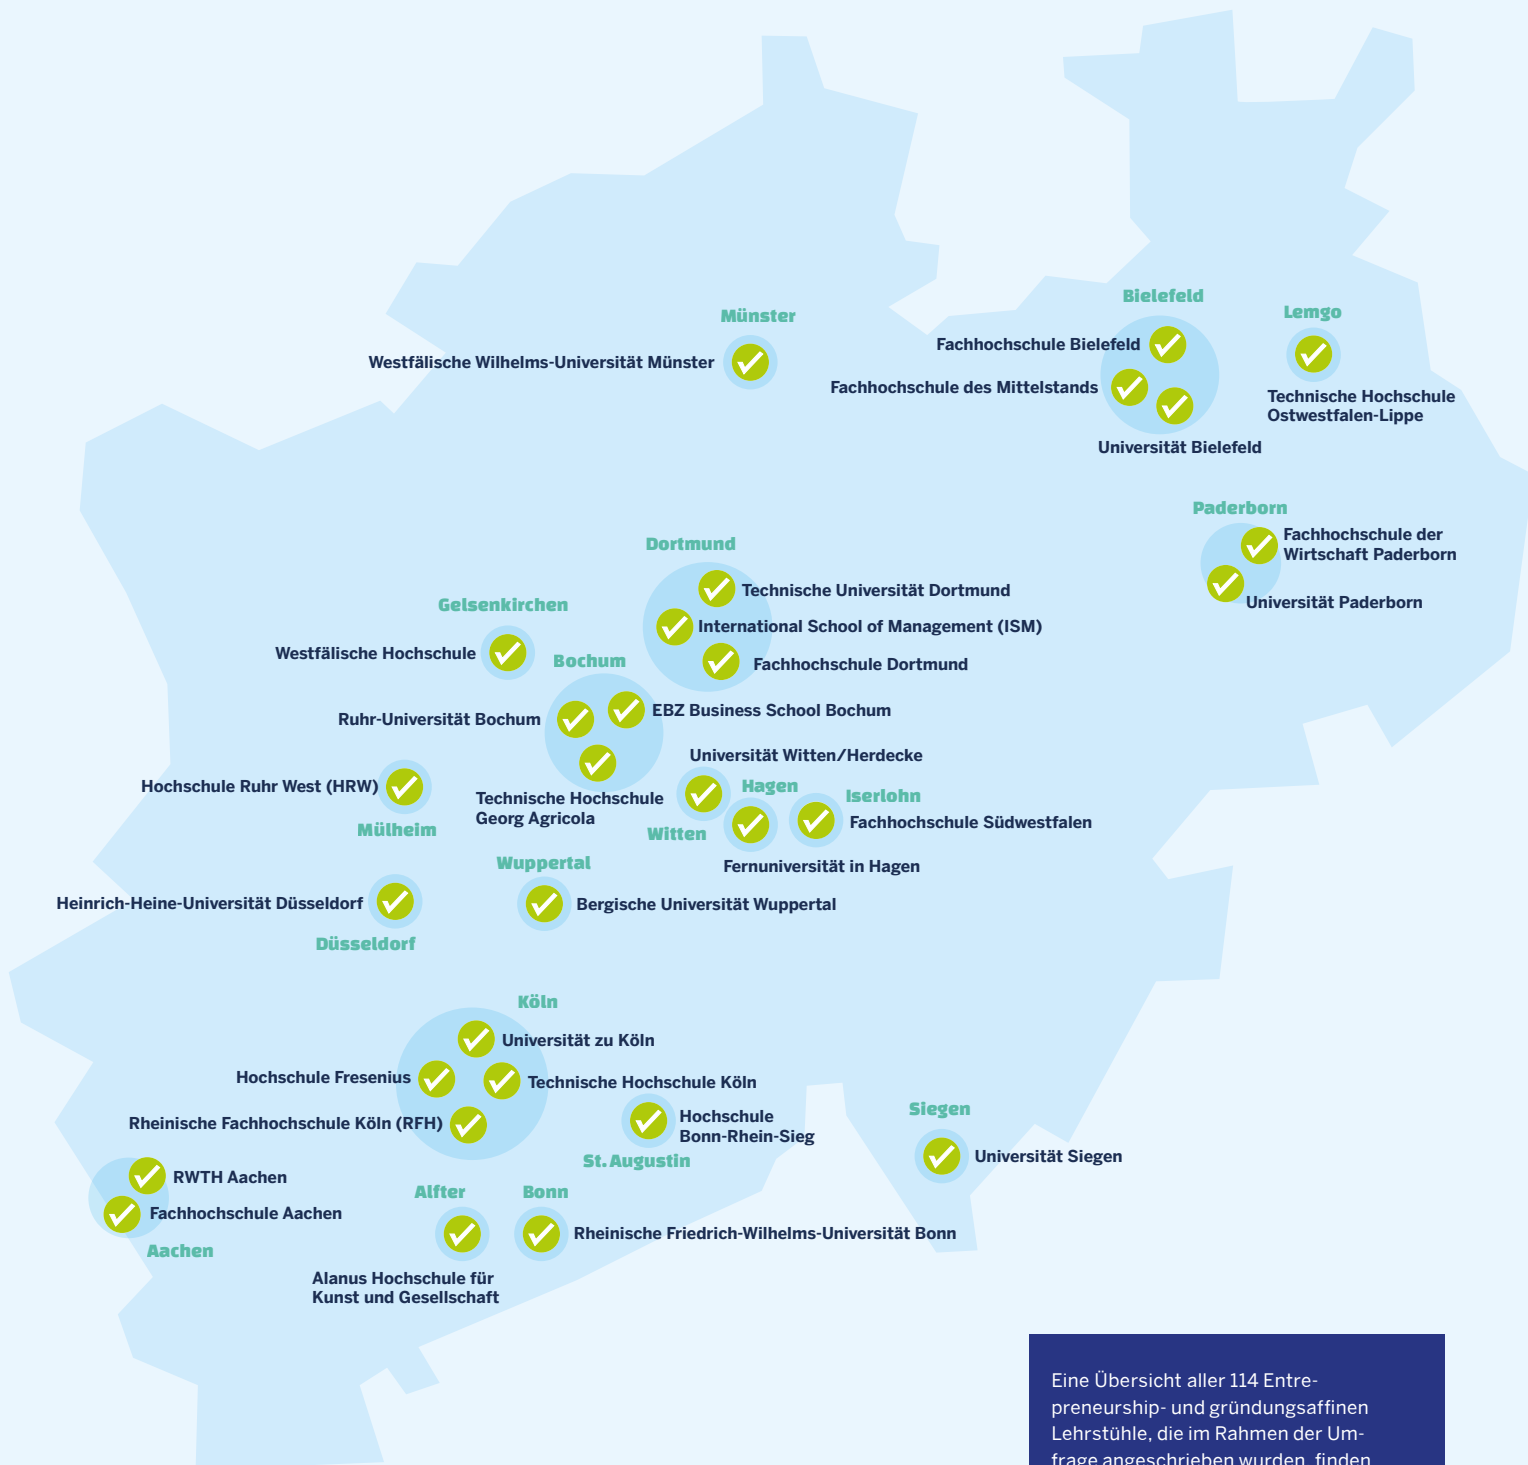 Bielefeld
Lemgo
Münster
Fachhochschule Bielefeld
Westfälische Wilhelms-Universität Münster
Fachhochschule des Mittelstands
Technische Hochschule
Ostwestfalen-Lippe
Universität Bielefeld
Paderborn
Fachhochschule der
Wirtschaft Paderborn
Universität Paderborn
Dortmund
Technische Universität Dortmund
International School of Management (ISM)
Fachhochschule Dortmund
Gelsenkirchen
Westfälische Hochschule
Bochum
Ruhr-Universität Bochum
EBZ Business School Bochum
Technische Hochschule
Georg Agricola
Universität Witten/Herdecke
Witten
Hagen
Fernuniversität in Hagen
Iserlohn
Fachhochschule Südwestfalen
Hochschule Ruhr West (HRW)
Mülheim
Wuppertal
Bergische Universität Wuppertal
Heinrich-Heine-Universität Düsseldorf
Düsseldorf
Köln
Universität zu Köln
Hochschule Fresenius
Technische Hochschule Köln
Rheinische Fachhochschule Köln (RFH)
Hochschule
Bonn-Rhein-Sieg
St. Augustin
Siegen
Universität Siegen
RWTH Aachen
Fachhochschule Aachen
Aachen
Alfter
Alanus Hochschule für
Kunst und Gesellschaft
Bonn
Rheinische Friedrich-Wilhelms-Universität Bonn
Eine Übersicht aller 114 Entre-
preneurship- und gründungsaffinen
Lehrstühle, die im Rahmen der Um-
frage angeschrieben wurden, finden